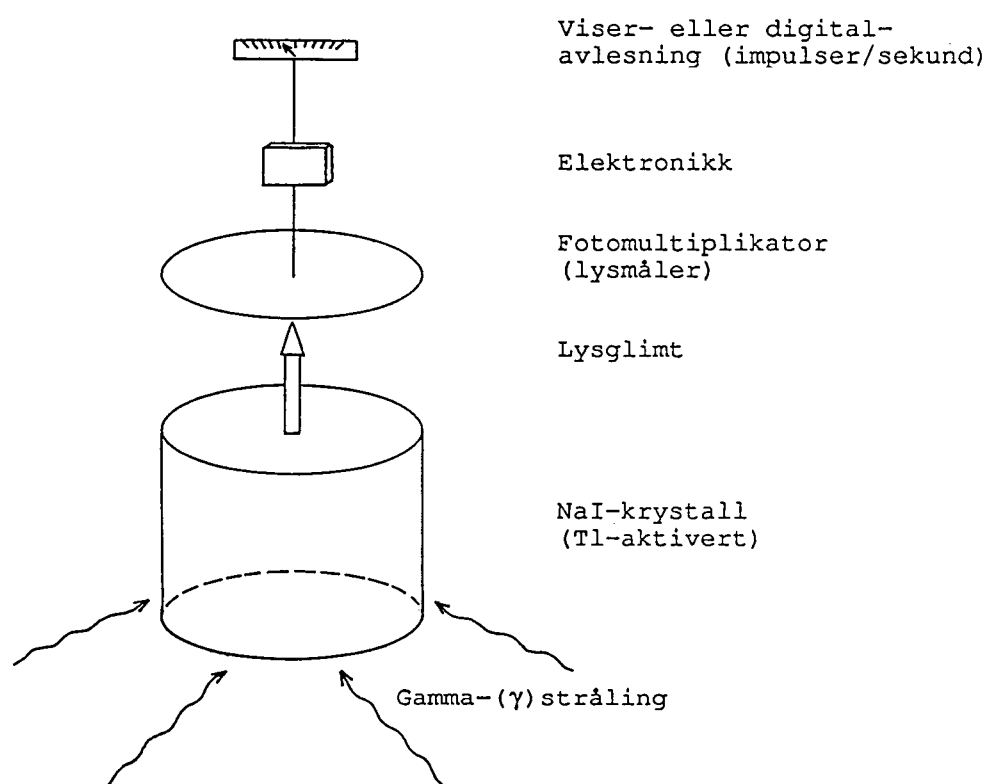 Viser- eller digital-
avlesning (impulser/sekund)
Elektronikk
Fotomultiplikator
(lysmåler)
Lysglimt
NaI-krystall
(Tl-aktivert)
Gamma-(γ)stråling